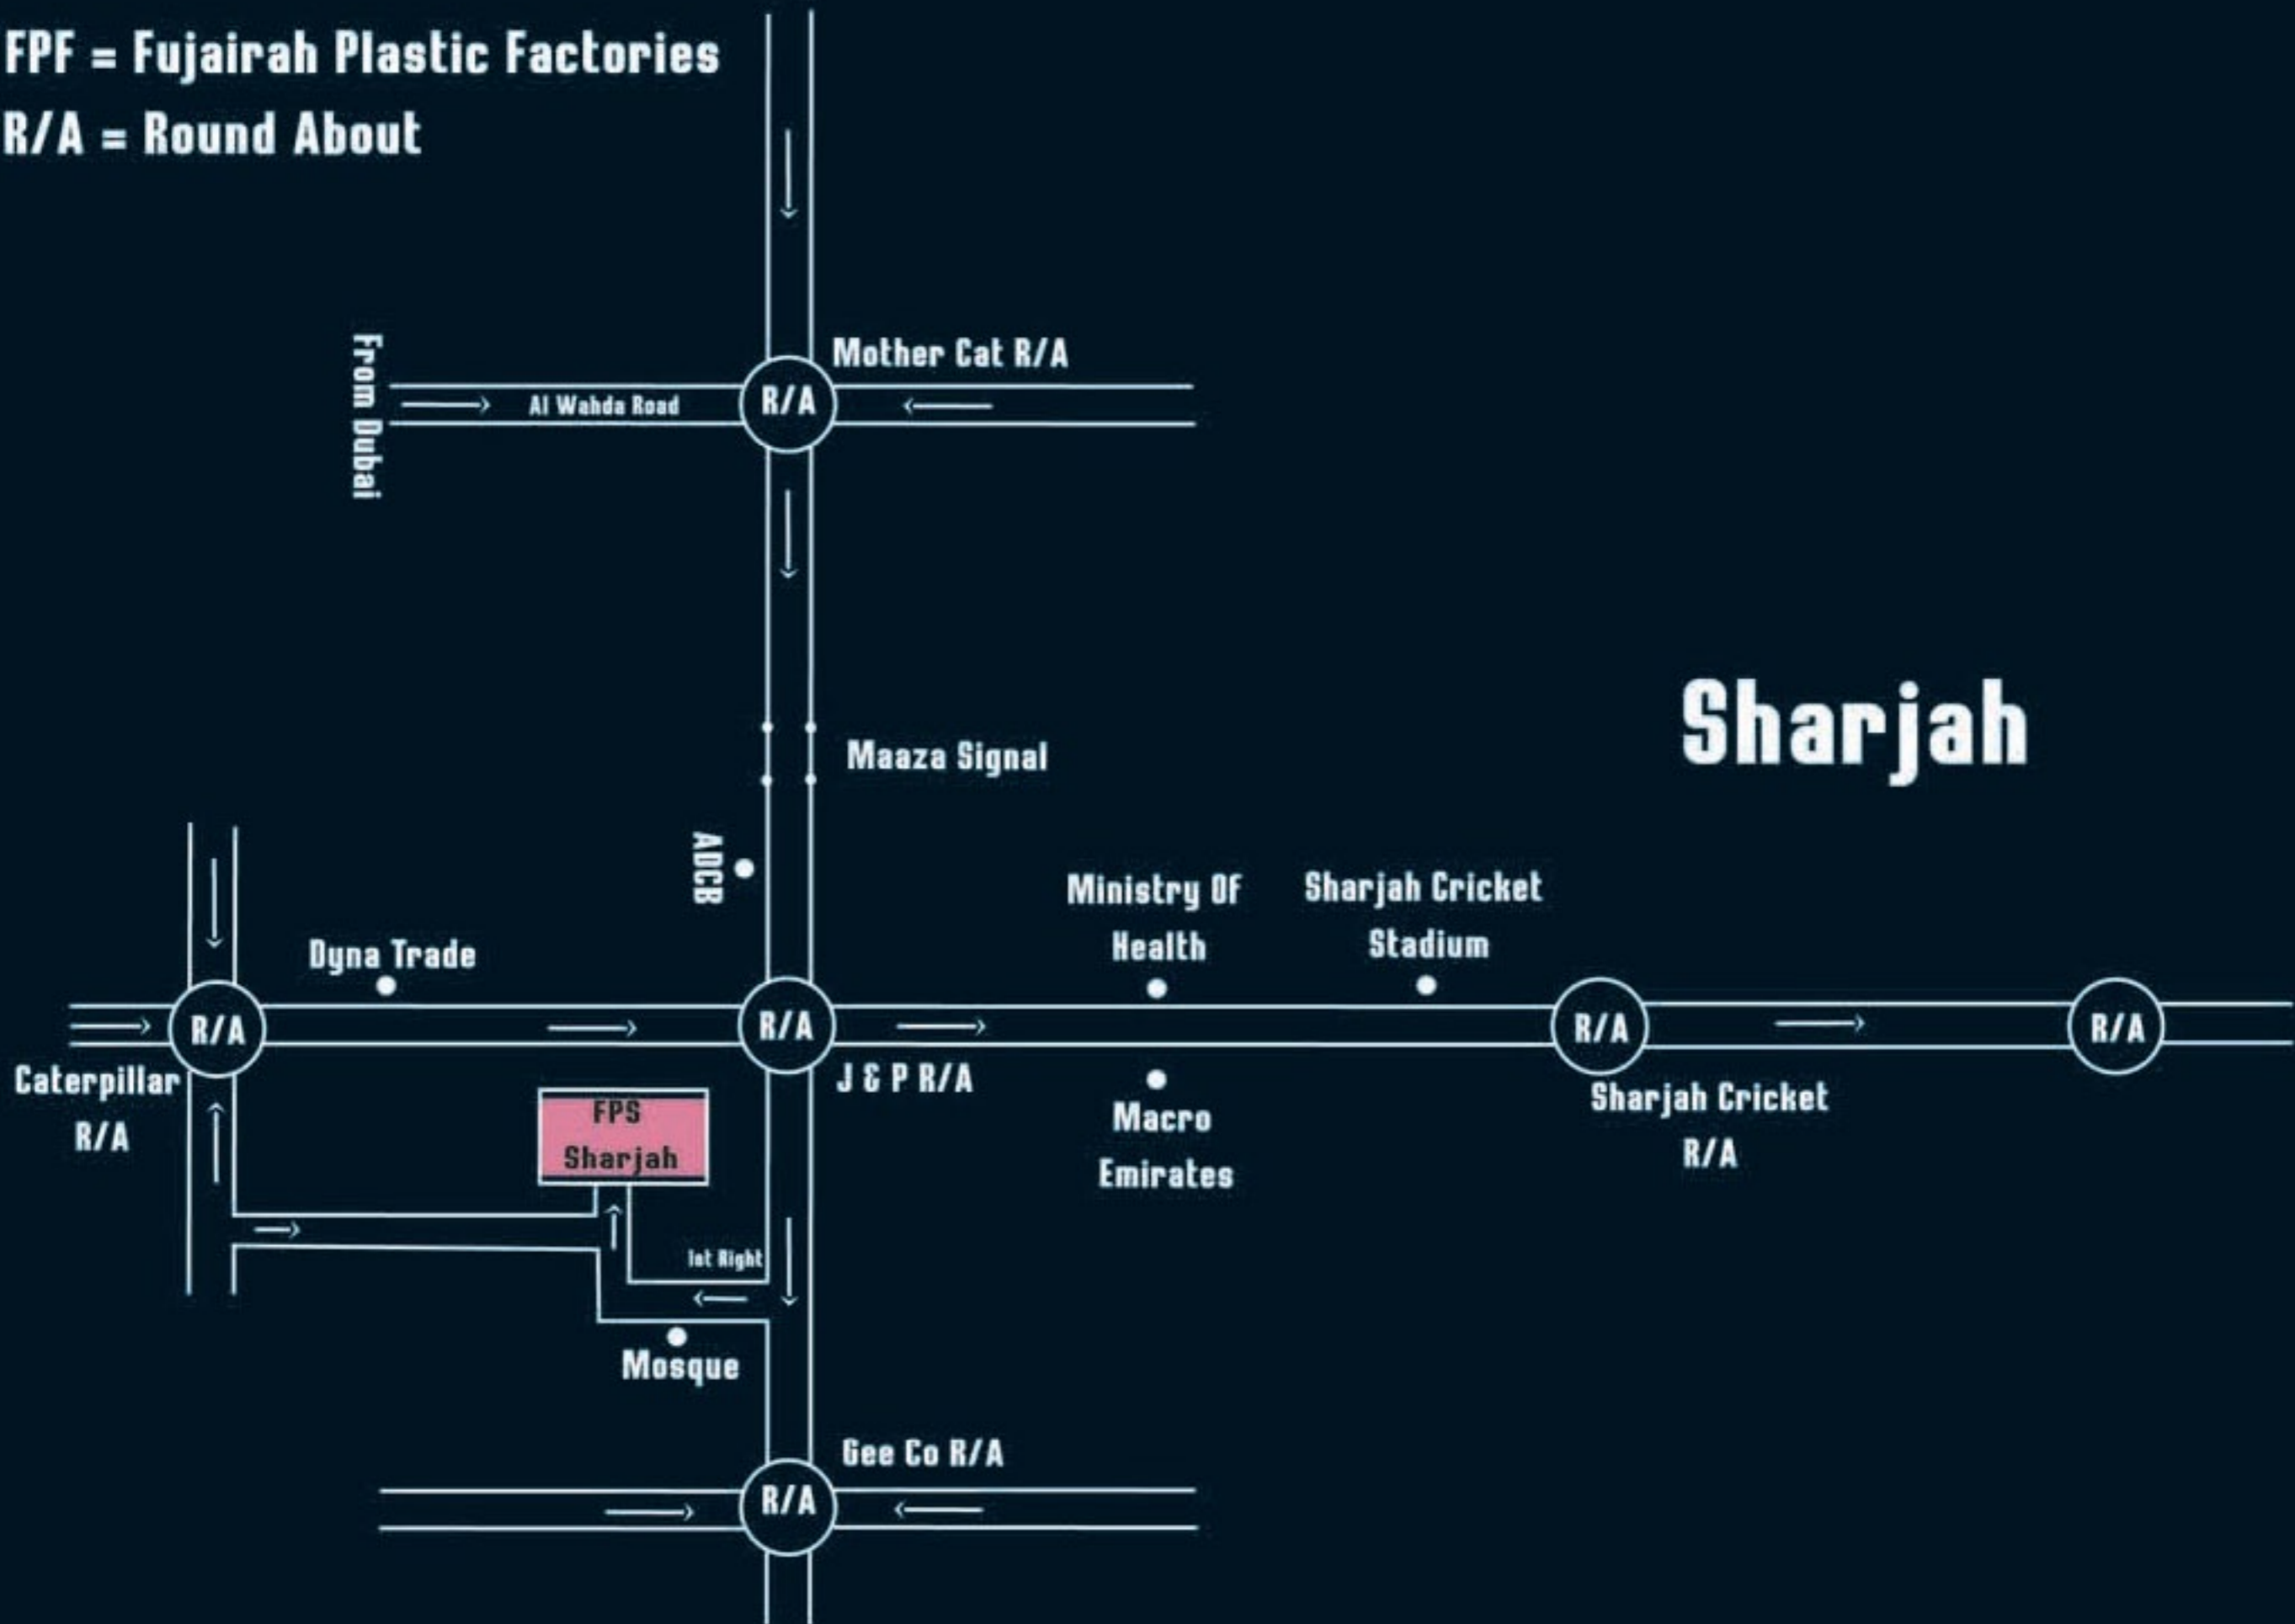 FPF = Fujairah Plastic Factories
R/A = Round About
Mother Cat R/A
From Dubai
Al Wahda Road
R/A
Maaza Signal
Sharjah
ADCB
Ministry Of
Health
Sharjah Cricket
Stadium
Dyna Trade
R/A
R/A
R/A
R/A
Caterpillar
R/A
J & P R/A
Macro
Emirates
Sharjah Cricket
R/A
FPS
Sharjah
1st Right
Mosque
Gee Co R/A
R/A